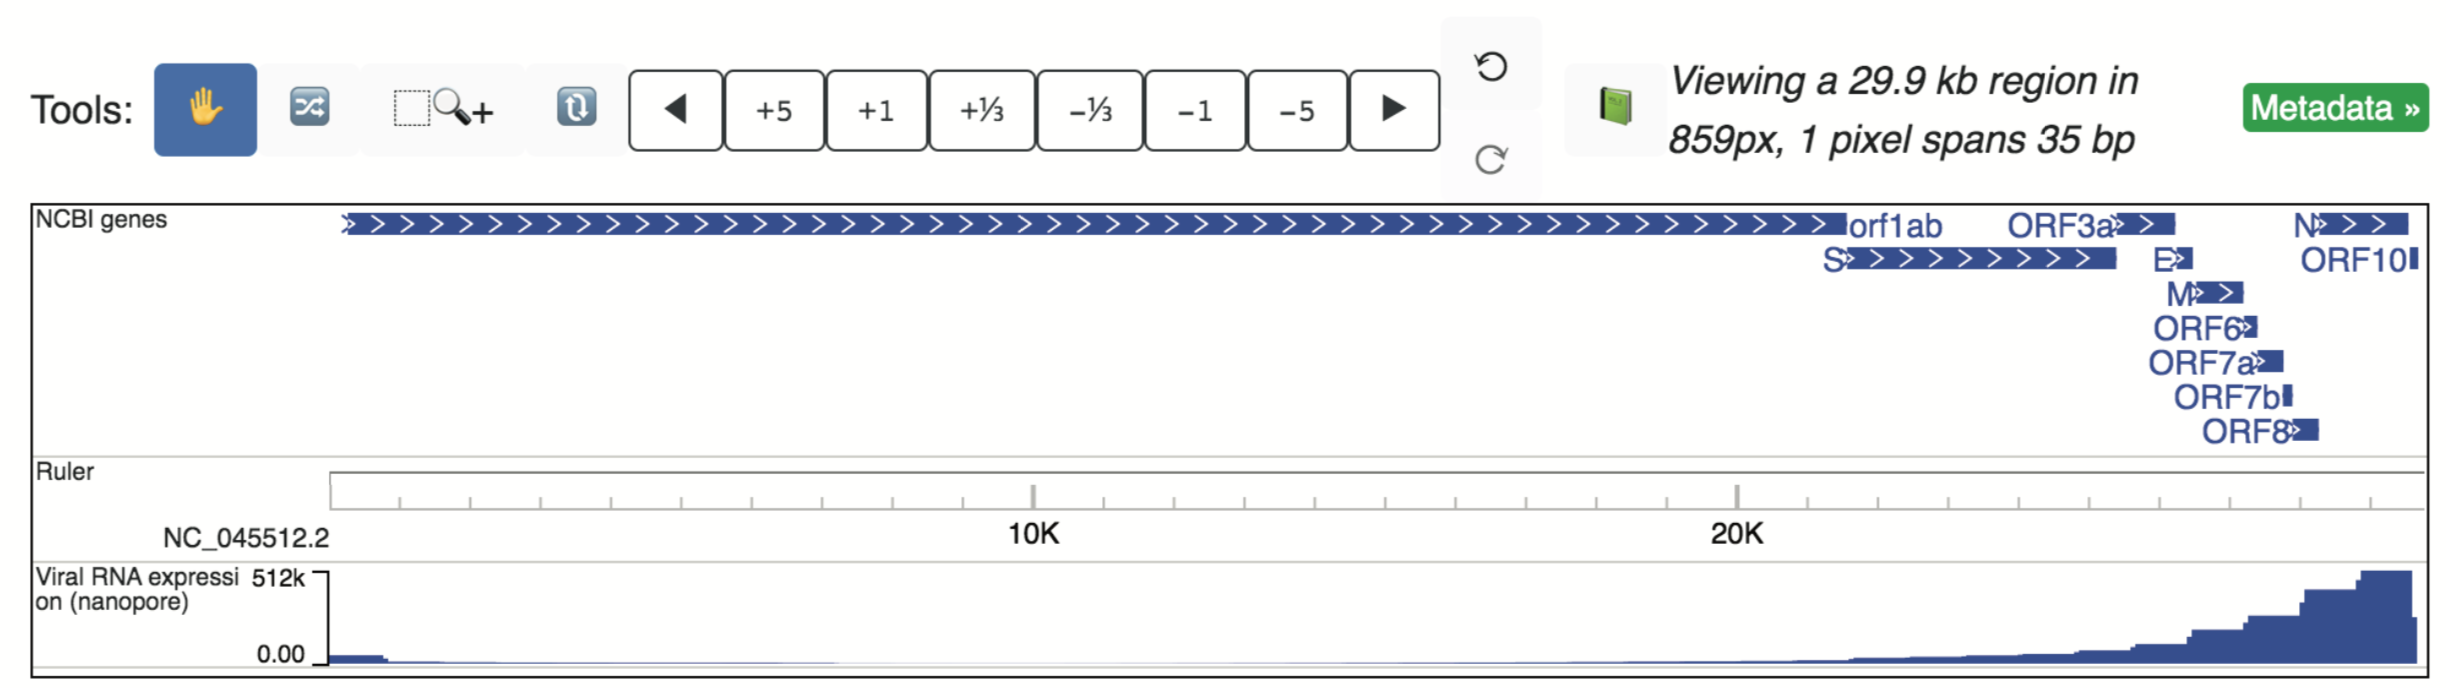 Tools:
+5
+1
+⅓
-⅓
-1
-5
Viewing a 29.9 kb region in
859px, 1 pixel spans 35 bp
Metadata »
NCBI genes
orf1ab
ORF3a
N
S
E
ORF10
M
ORF6
ORF7a
ORF7b
ORF8
Ruler
NC_045512.2
10K
20K
Viral RNA expressi
on (nanopore)
512k
0.00